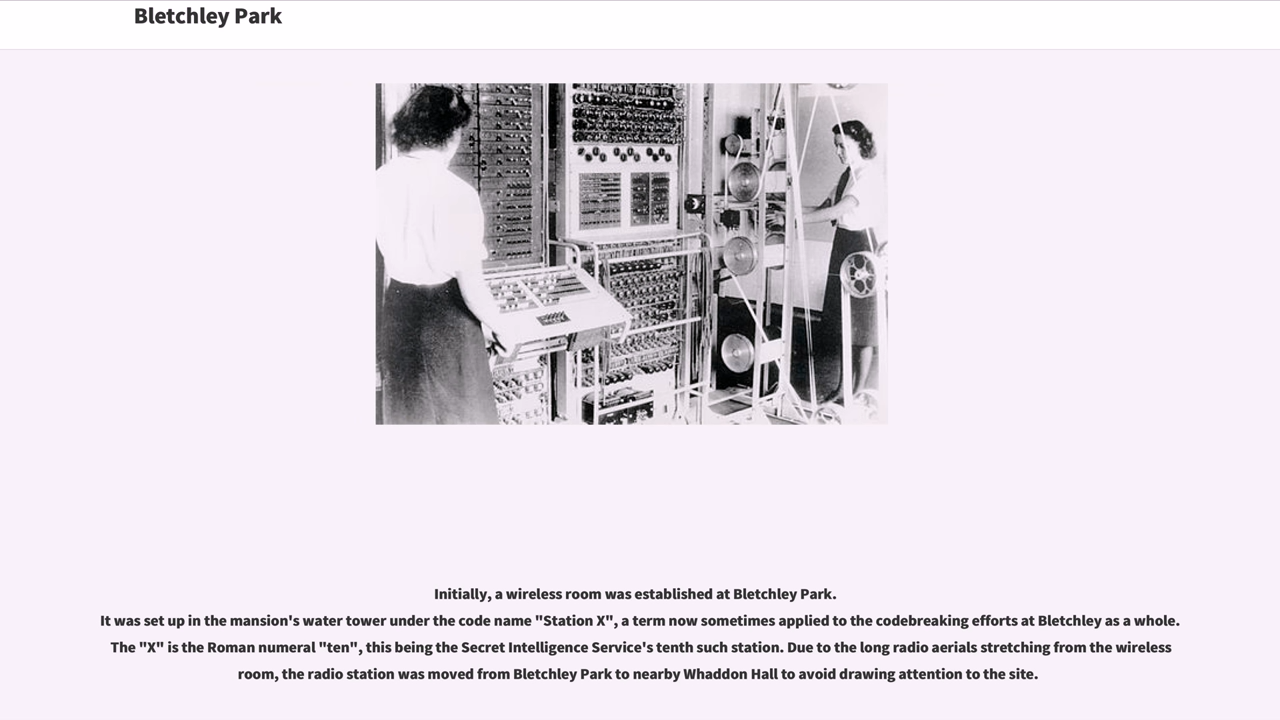 Bletchley Park
Initially, a wireless room was established at Bletchley Park.
It was set up in the mansion's water tower under the code name "Station X", a term now sometimes applied to the codebreaking efforts at Bletchley as a whole.
The "X" is the Roman numeral "ten", this being the Secret Intelligence Service's tenth such station. Due to the long radio aerials stretching from the wireless
room, the radio station was moved from Bletchley Park to nearby Whaddon Hall to avoid drawing attention to the site.